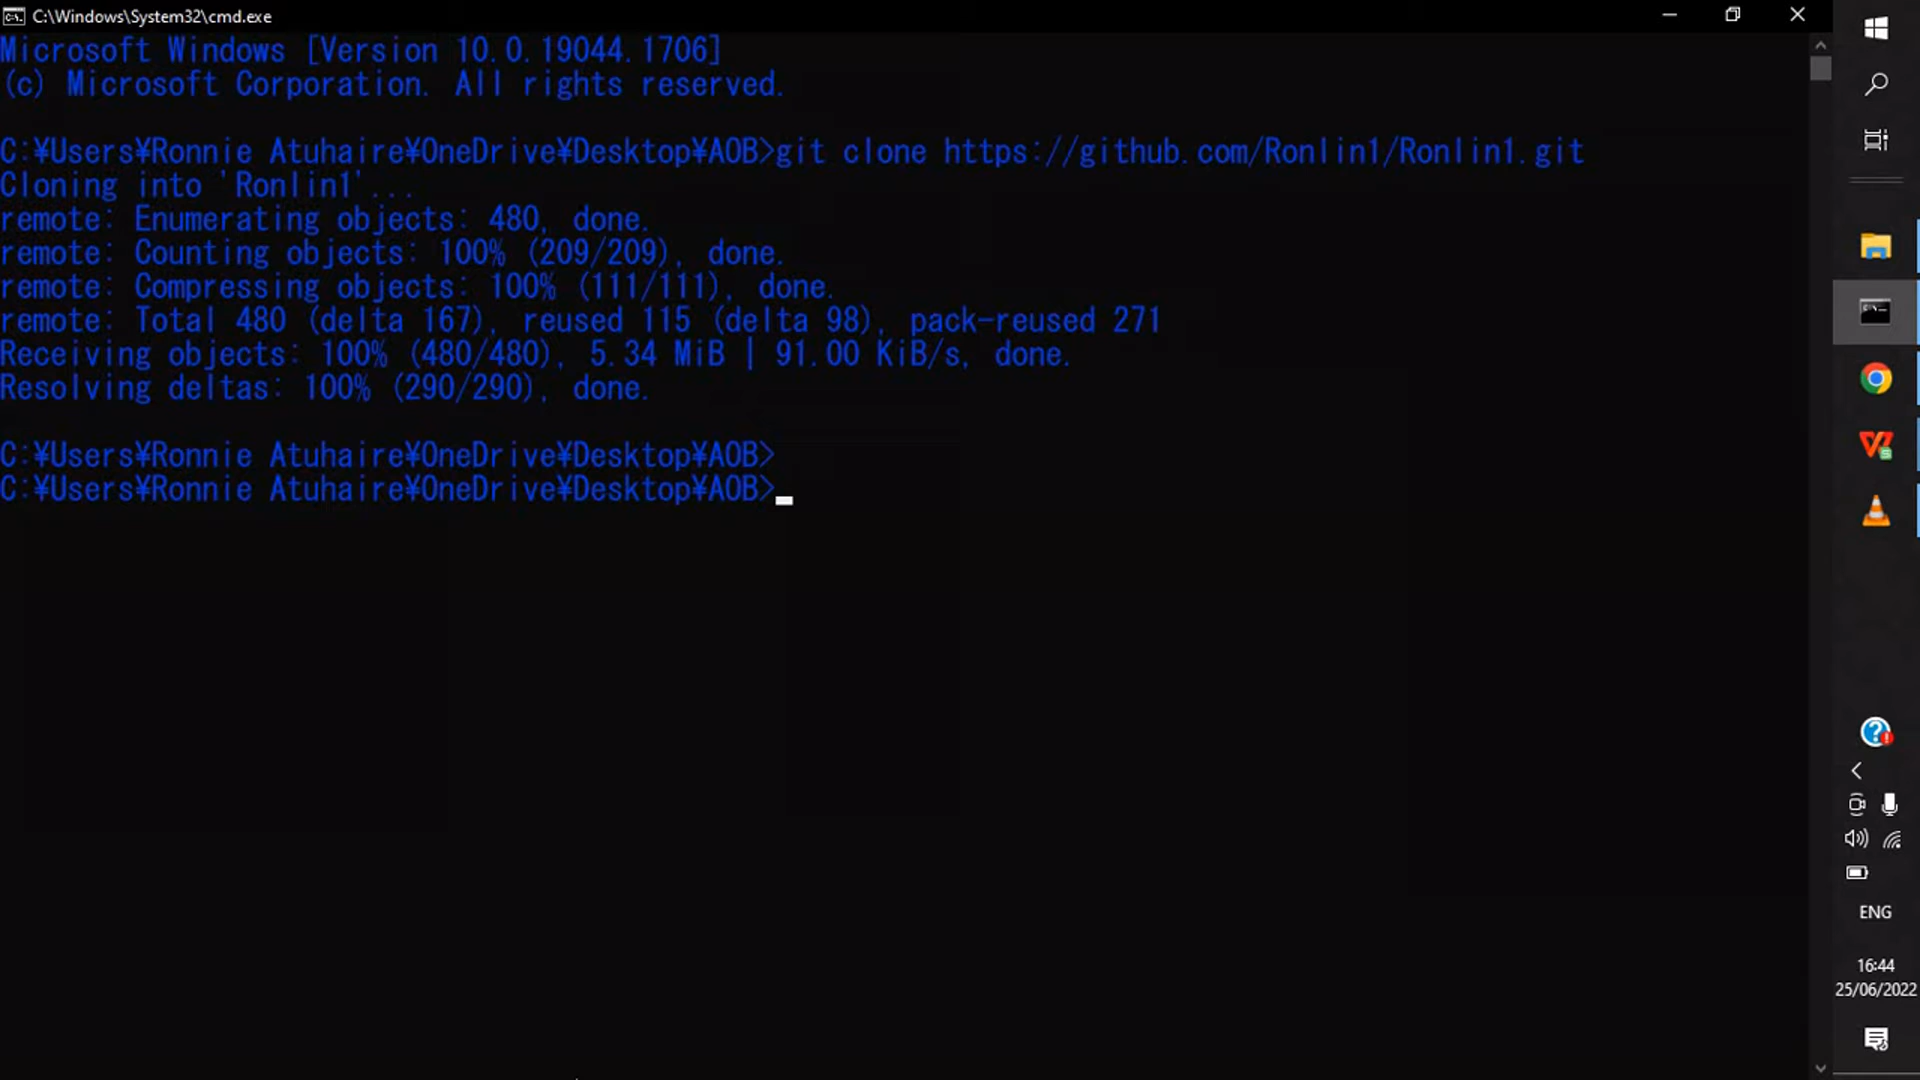 C:\Windows\System32\cmd.exe
Microsoft Windows [Version 10.0.19044.1706]
(c) Microsoft Corporation. All rights reserved.
C:¥Users¥Ronnie Atuhaire¥OneDrive¥Desktop¥AOB>git clone https://github.com/Ronlin1/Ronlin1.git
Cloning into 'Ronlin1'...
remote: Enumerating objects: 480, done.
remote: Counting objects: 100% (209/209), done.
remote: Compressing objects: 100% (111/111), done.
remote: Total 480 (delta 167), reused 115 (delta 98), pack-reused 271
Receiving objects: 100% (480/480), 5.34 MiB | 91.00 KiB/s, done.
Resolving deltas: 100% (290/290), done.
C:¥Users¥Ronnie Atuhaire¥OneDrive¥Desktop¥AOB>
C:¥Users¥Ronnie Atuhaire¥OneDrive¥Desktop¥AOB>
ENG
16:44
25/06/2022